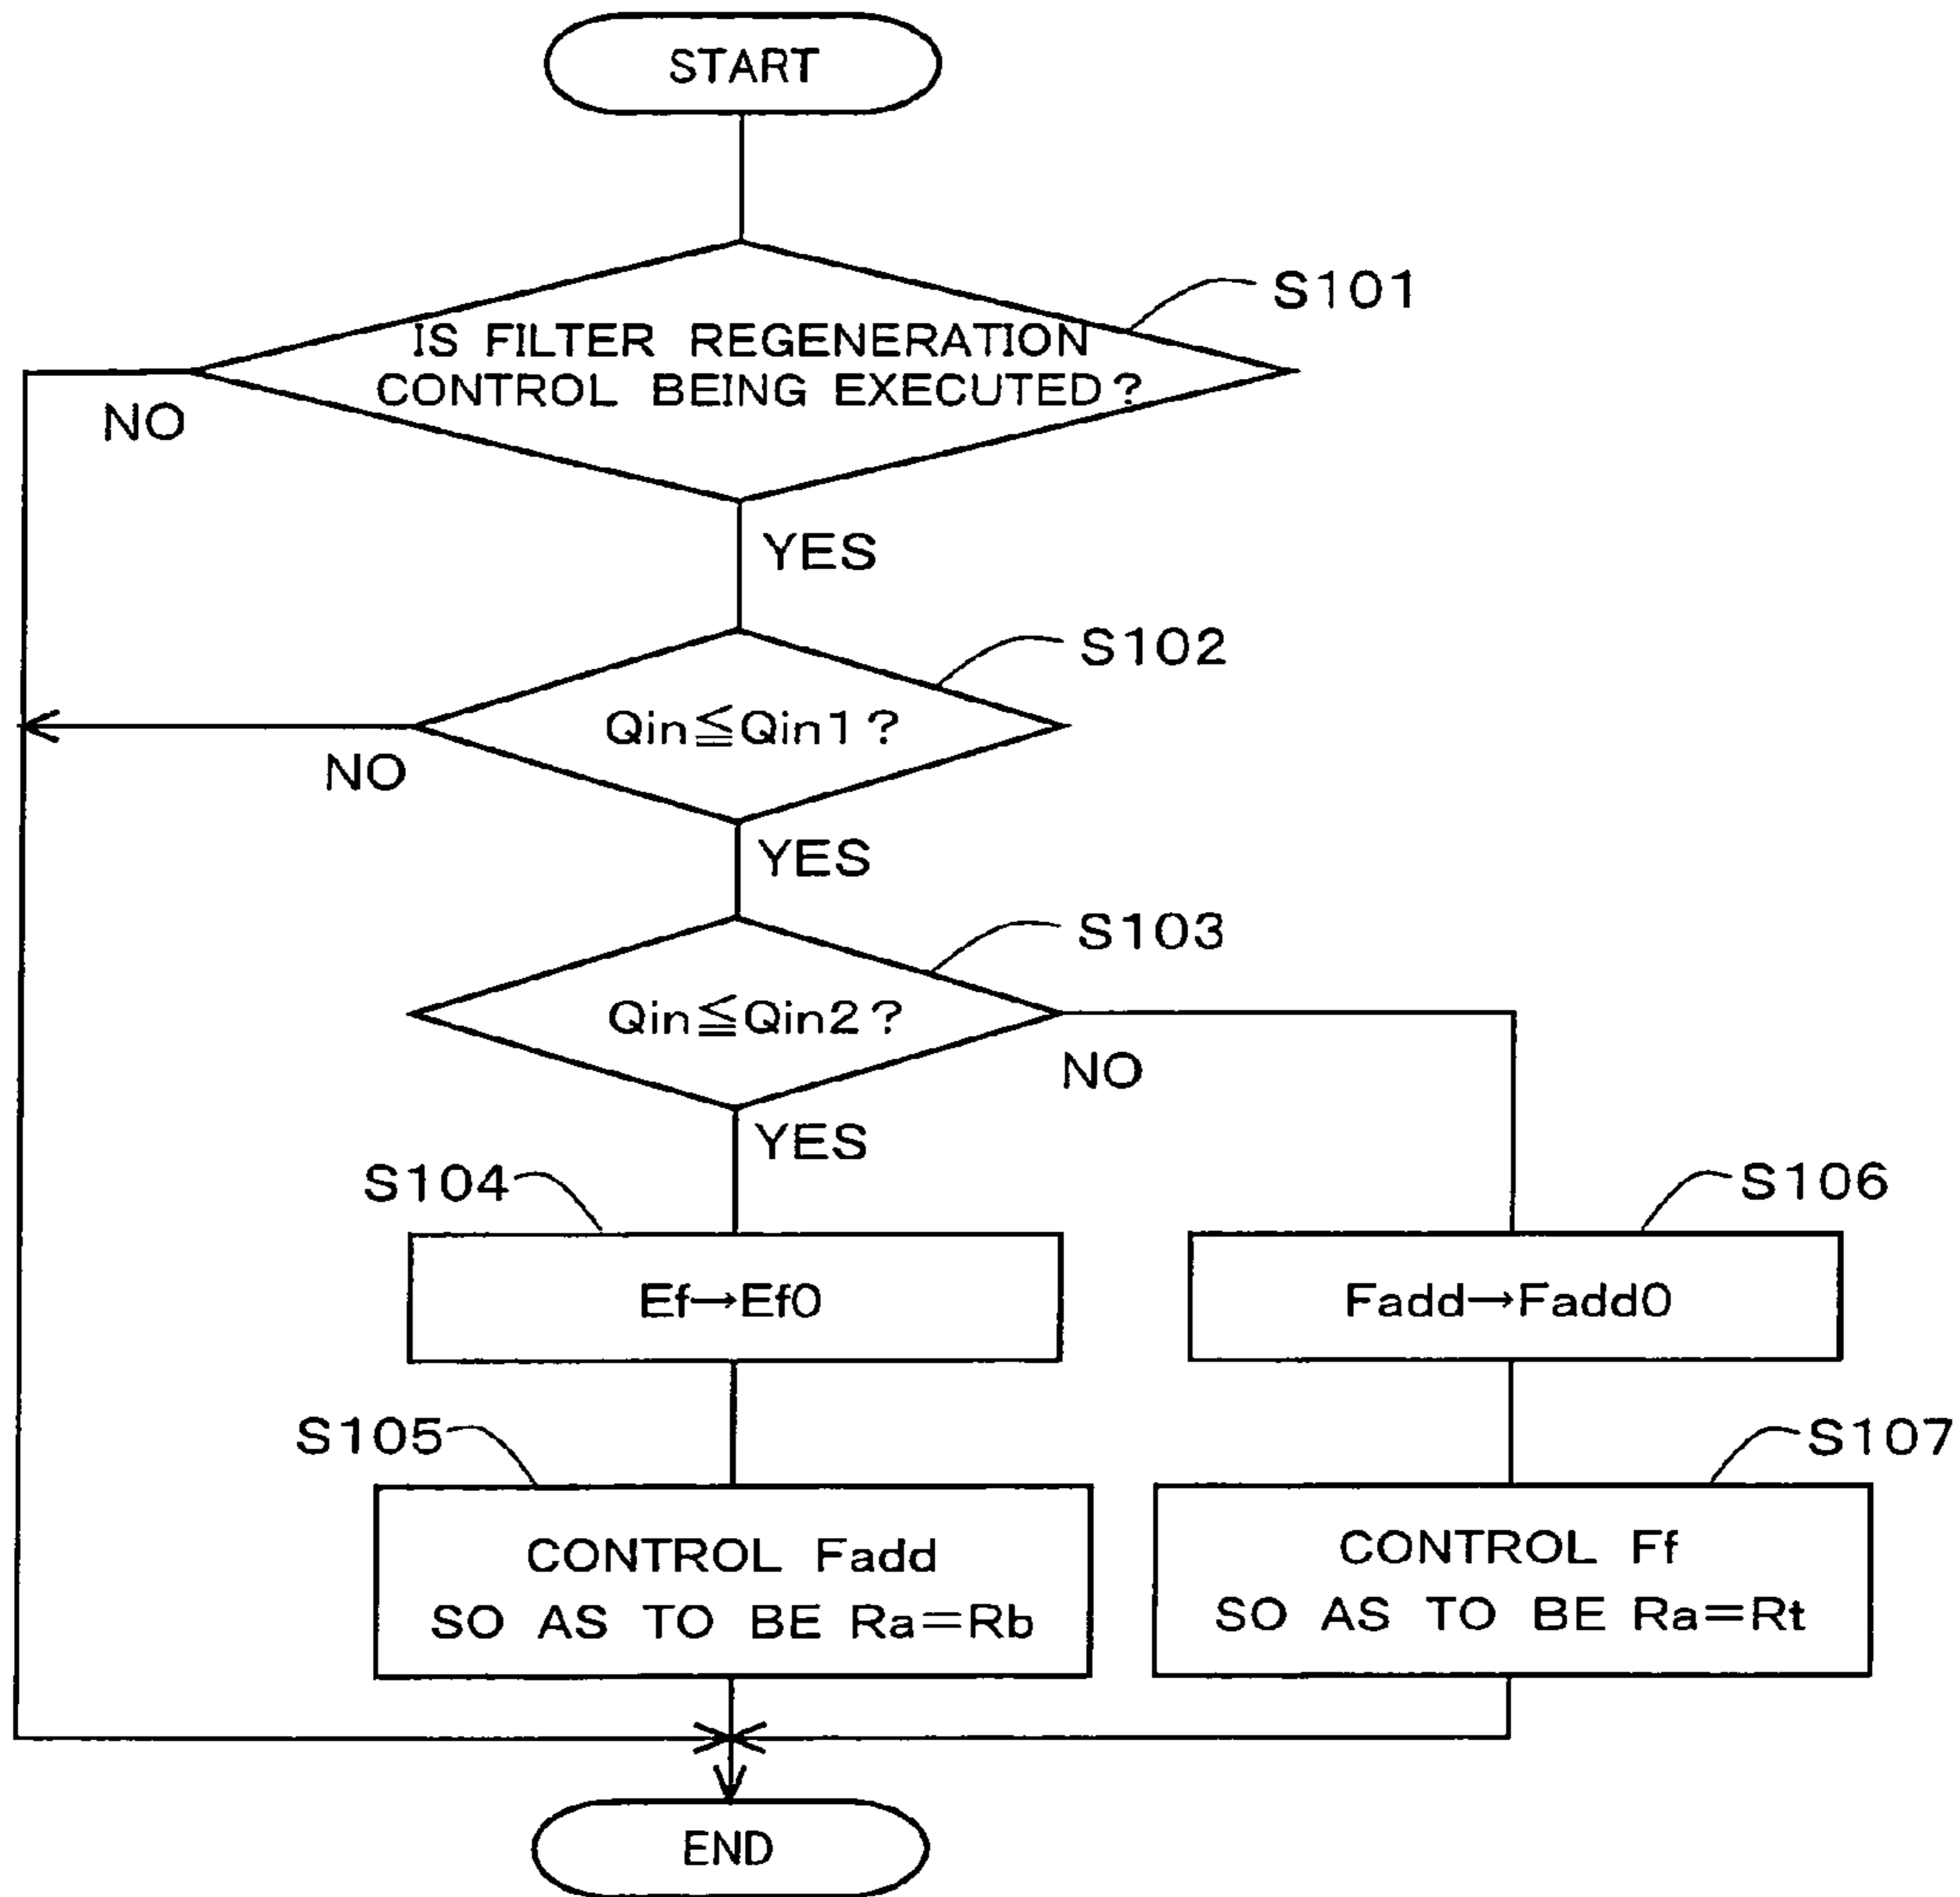 START
S101
IS FILTER REGENERATION
CONTROL BEING EXECUTED?
NO
YES
S102
Qin≦Qin1?
NO
YES
S103
Qin≦Qin2?
NO
YES
S104
S106
Ef→Ef0
Fadd→Fadd0
S105
S107
CONTROL Fadd
SO AS TO BE Ra=Rb
CONTROL Ff
SO AS TO BE Ra=Rt
END